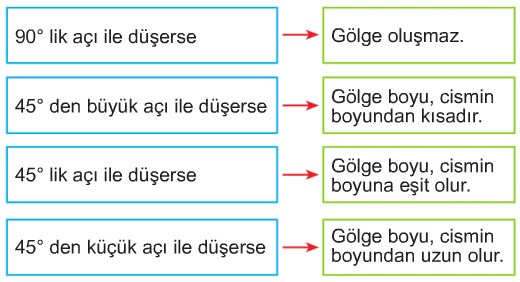 90° lik açı ile düşerse
Gölge oluşmaz.
45° den büyük açı ile düşerse
Gölge boyu, cismin
boyundan kısadır.
45° lik açı ile düşerse
Gölge boyu, cismin
boyuna eşit olur.
45° den küçük açı ile düşerse
Gölge boyu, cismin
boyundan uzun olur.